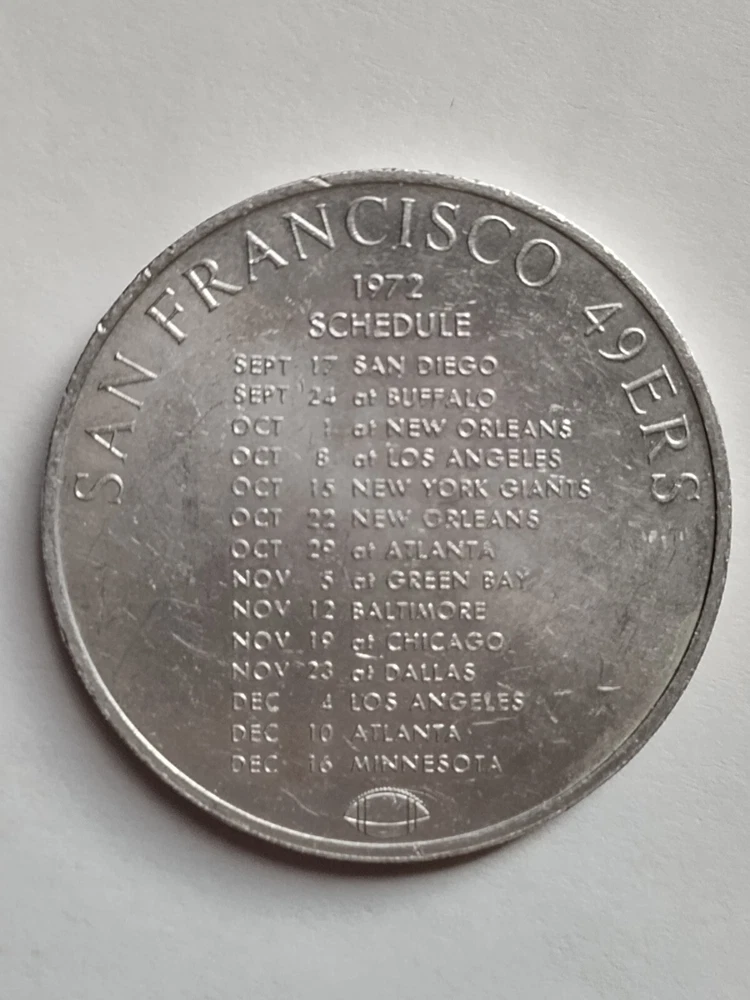 SAN FRANCISCO 49ERS
1972
SCHEDULE
SEPT 17 SAN DIEGO
SEPT 24 at BUFFALO
OCT 1 at NEW ORLEANS
OCT 8 at LOS ANGELES
OCT 15 NEW YORK GIANTS
OCT 22 NEW ORLEANS
OCT 29 at ATLANTA
NOV 5 at GREEN BAY
NOV 12 BALTIMORE
NOV 19 at CHICAGO
NOV 23 at DALLAS
DEC 4 LOS ANGELES
DEC 10 ATLANTA
DEC 16 MINNESOTA